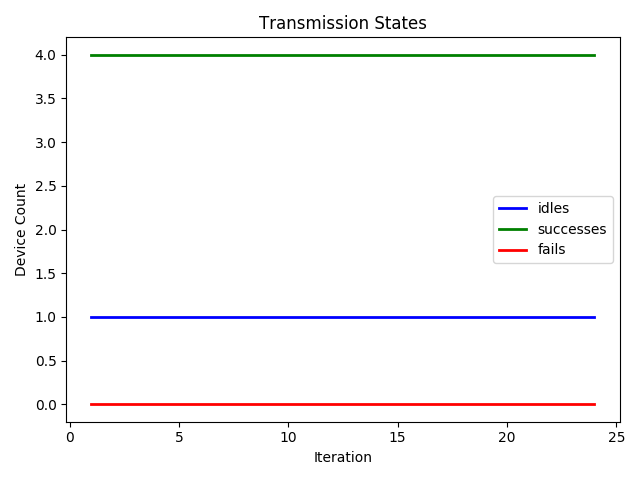 Transmission States
4.0
3.5
3.0
2.5
2.0
1.5
1.0
0.5
0.0
Device Count
idles
successes
fails
0 5 10 15 20 25
Iteration